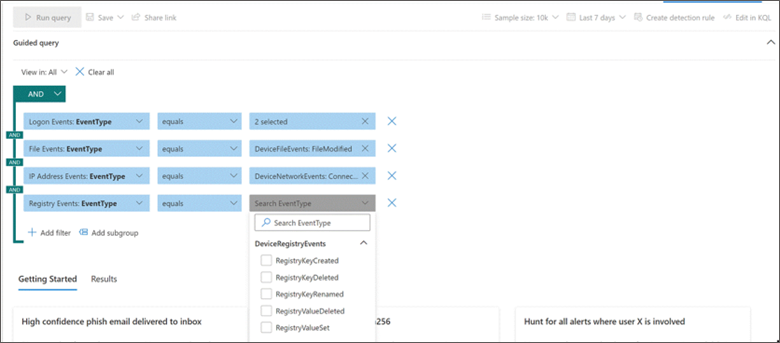 Run query Save Share link Sample size: 10k Last 7 days Create detection rule Edit in KQL
Guided query
View in: All Clear all
AND
Logon Events: EventType equals 2 selected
AND
File Events: EventType equals DeviceFileEvents: FileModified
AND
IP Address Events: EventType equals DeviceNetworkEvents: Connec...
AND
Registry Events: EventType equals Search EventType
Search EventType
Add filter Add subgroup
DeviceRegistryEvents
RegistryKeyCreated
RegistryKeyDeleted
Getting Started Results
RegistryKeyRenamed
RegistryValueDeleted
High confidence phish email delivered to inbox 256 Hunt for all alerts where user X is involved
RegistryValueSet